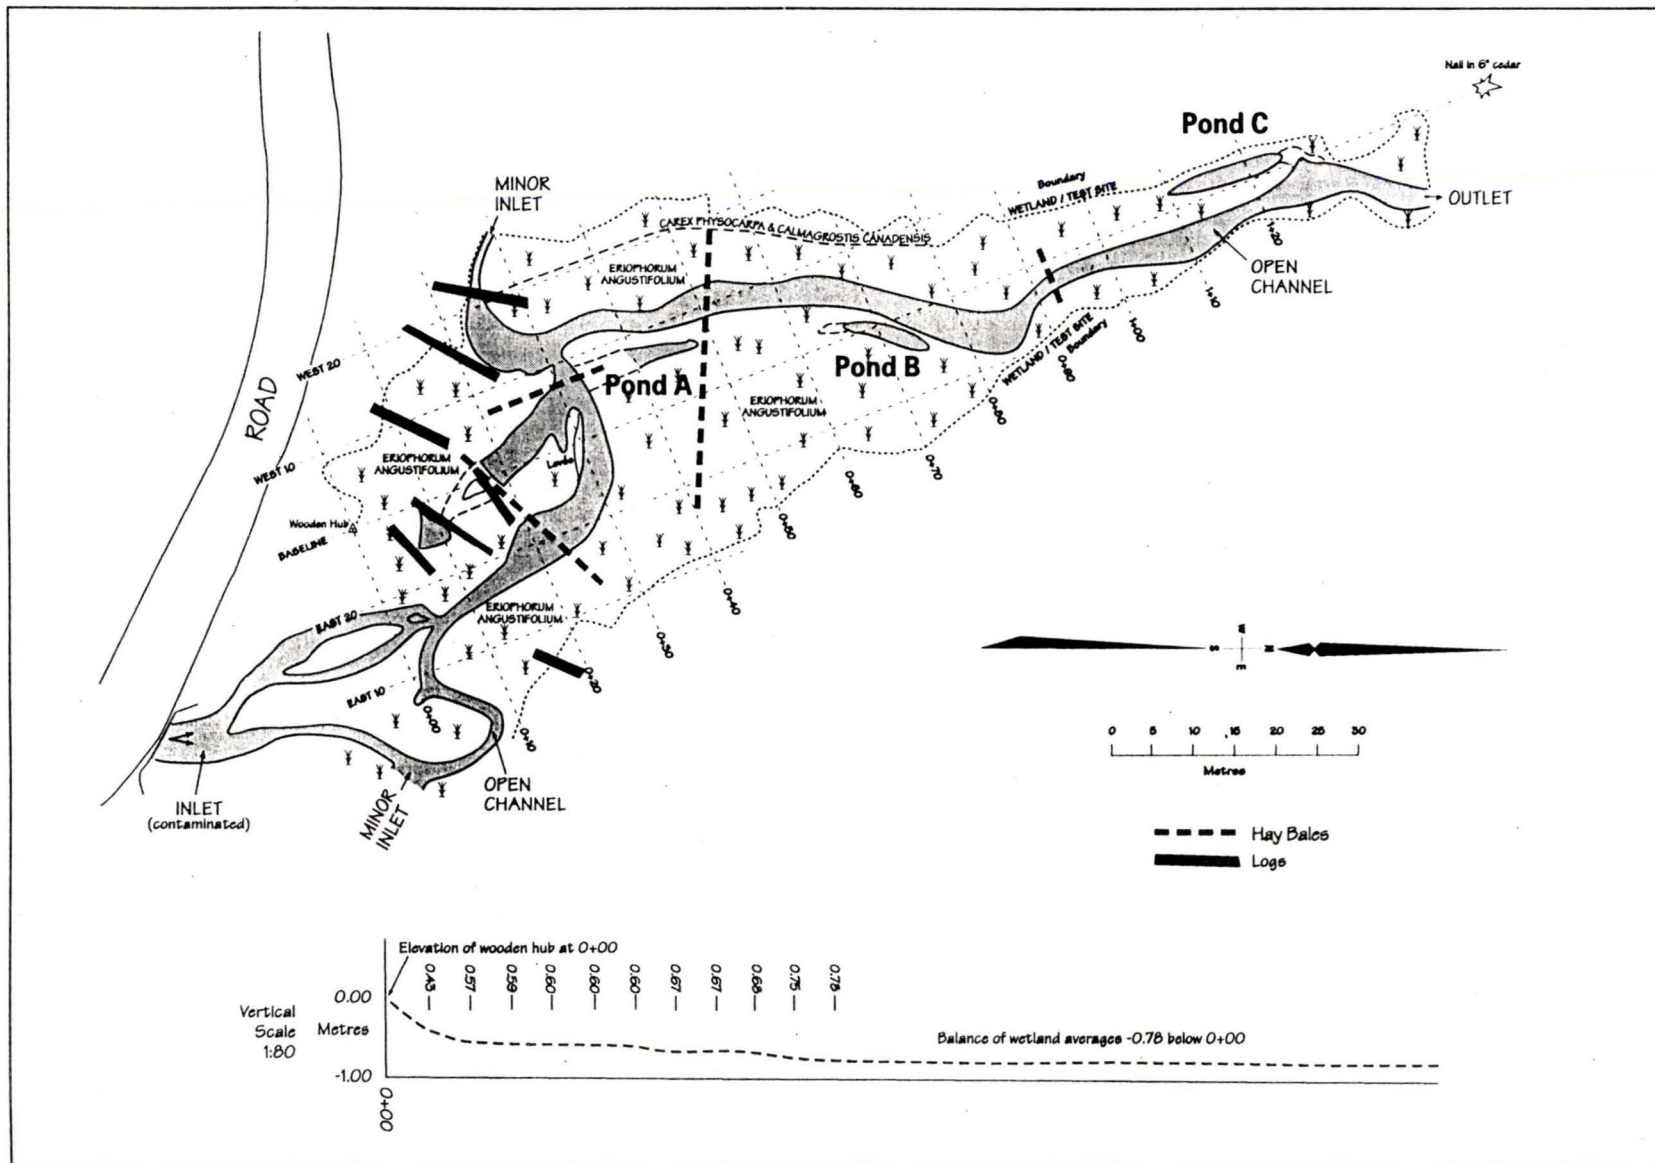 Nail in 6" cedar
Pond C
MINOR
INLET
Boundary
WETLAND / TEST SITE
OUTLET
CAREX PHYSOCARPA & CALMAGROSTIS CANADENSIS
ERIOPHORUM
ANGUSTIFOLIUM
1+20
OPEN
CHANNEL
1+10
1+00
WETLAND / TEST SITE
Boundary
0+90
WEST 20
Pond A
Pond B
ROAD
ERIOPHORUM
ANGUSTIFOLIUM
0+80
ERIOPHORUM
ANGUSTIFOLIUM
Levée
WEST 10
0+70
0+60
Wooden Hub
BASELINE
0+50
ERIOPHORUM
ANGUSTIFOLIUM
0+40
EAST 20
0+30
W
S
N
E
0+20
EAST 10
0+00
0+10
0 5 10 15 20 25 30
Metres
OPEN
CHANNEL
INLET
(contaminated)
MINOR
INLET
Hay Bales
Logs
Elevation of wooden hub at 0+00
0.43
0.57
0.59
0.60
0.60
0.60
0.67
0.67
0.68
0.75
0.78
0.00
Vertical
Scale
1:80
Metres
Balance of wetland averages -0.78 below 0+00
-1.00
0+00